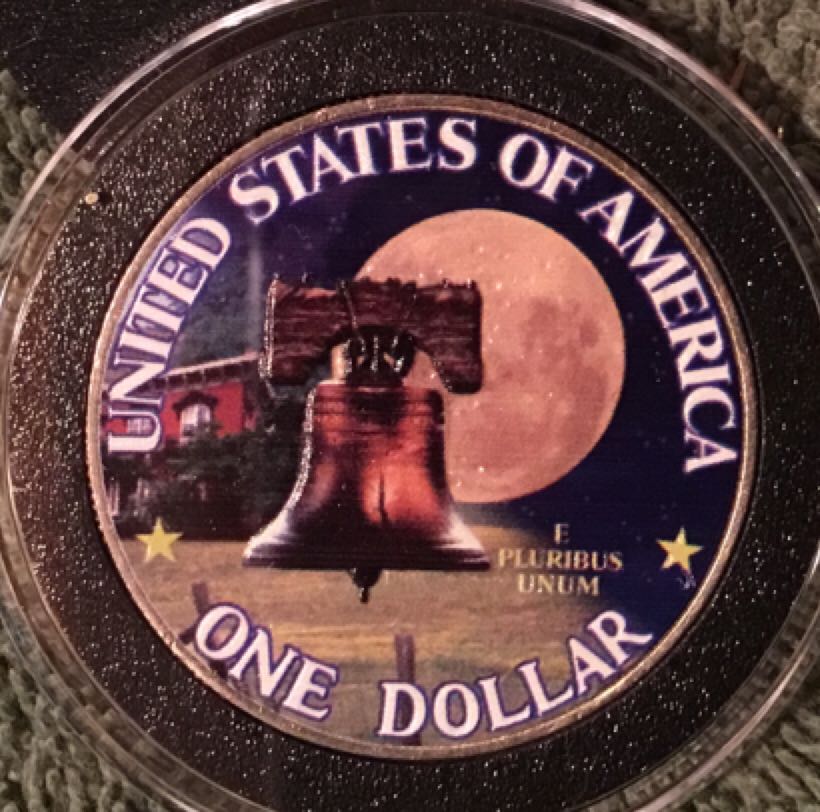 UNITED STATES OF AMERICA
E
PLURIBUS
UNUM
ONE DOLLAR